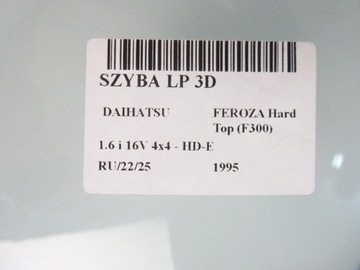 SZYBA LP 3D
DAIHATSU FEROZA Hard
Top (F300)
1.6 i 16V 4x4 - HD-E
RU/22/25 1995